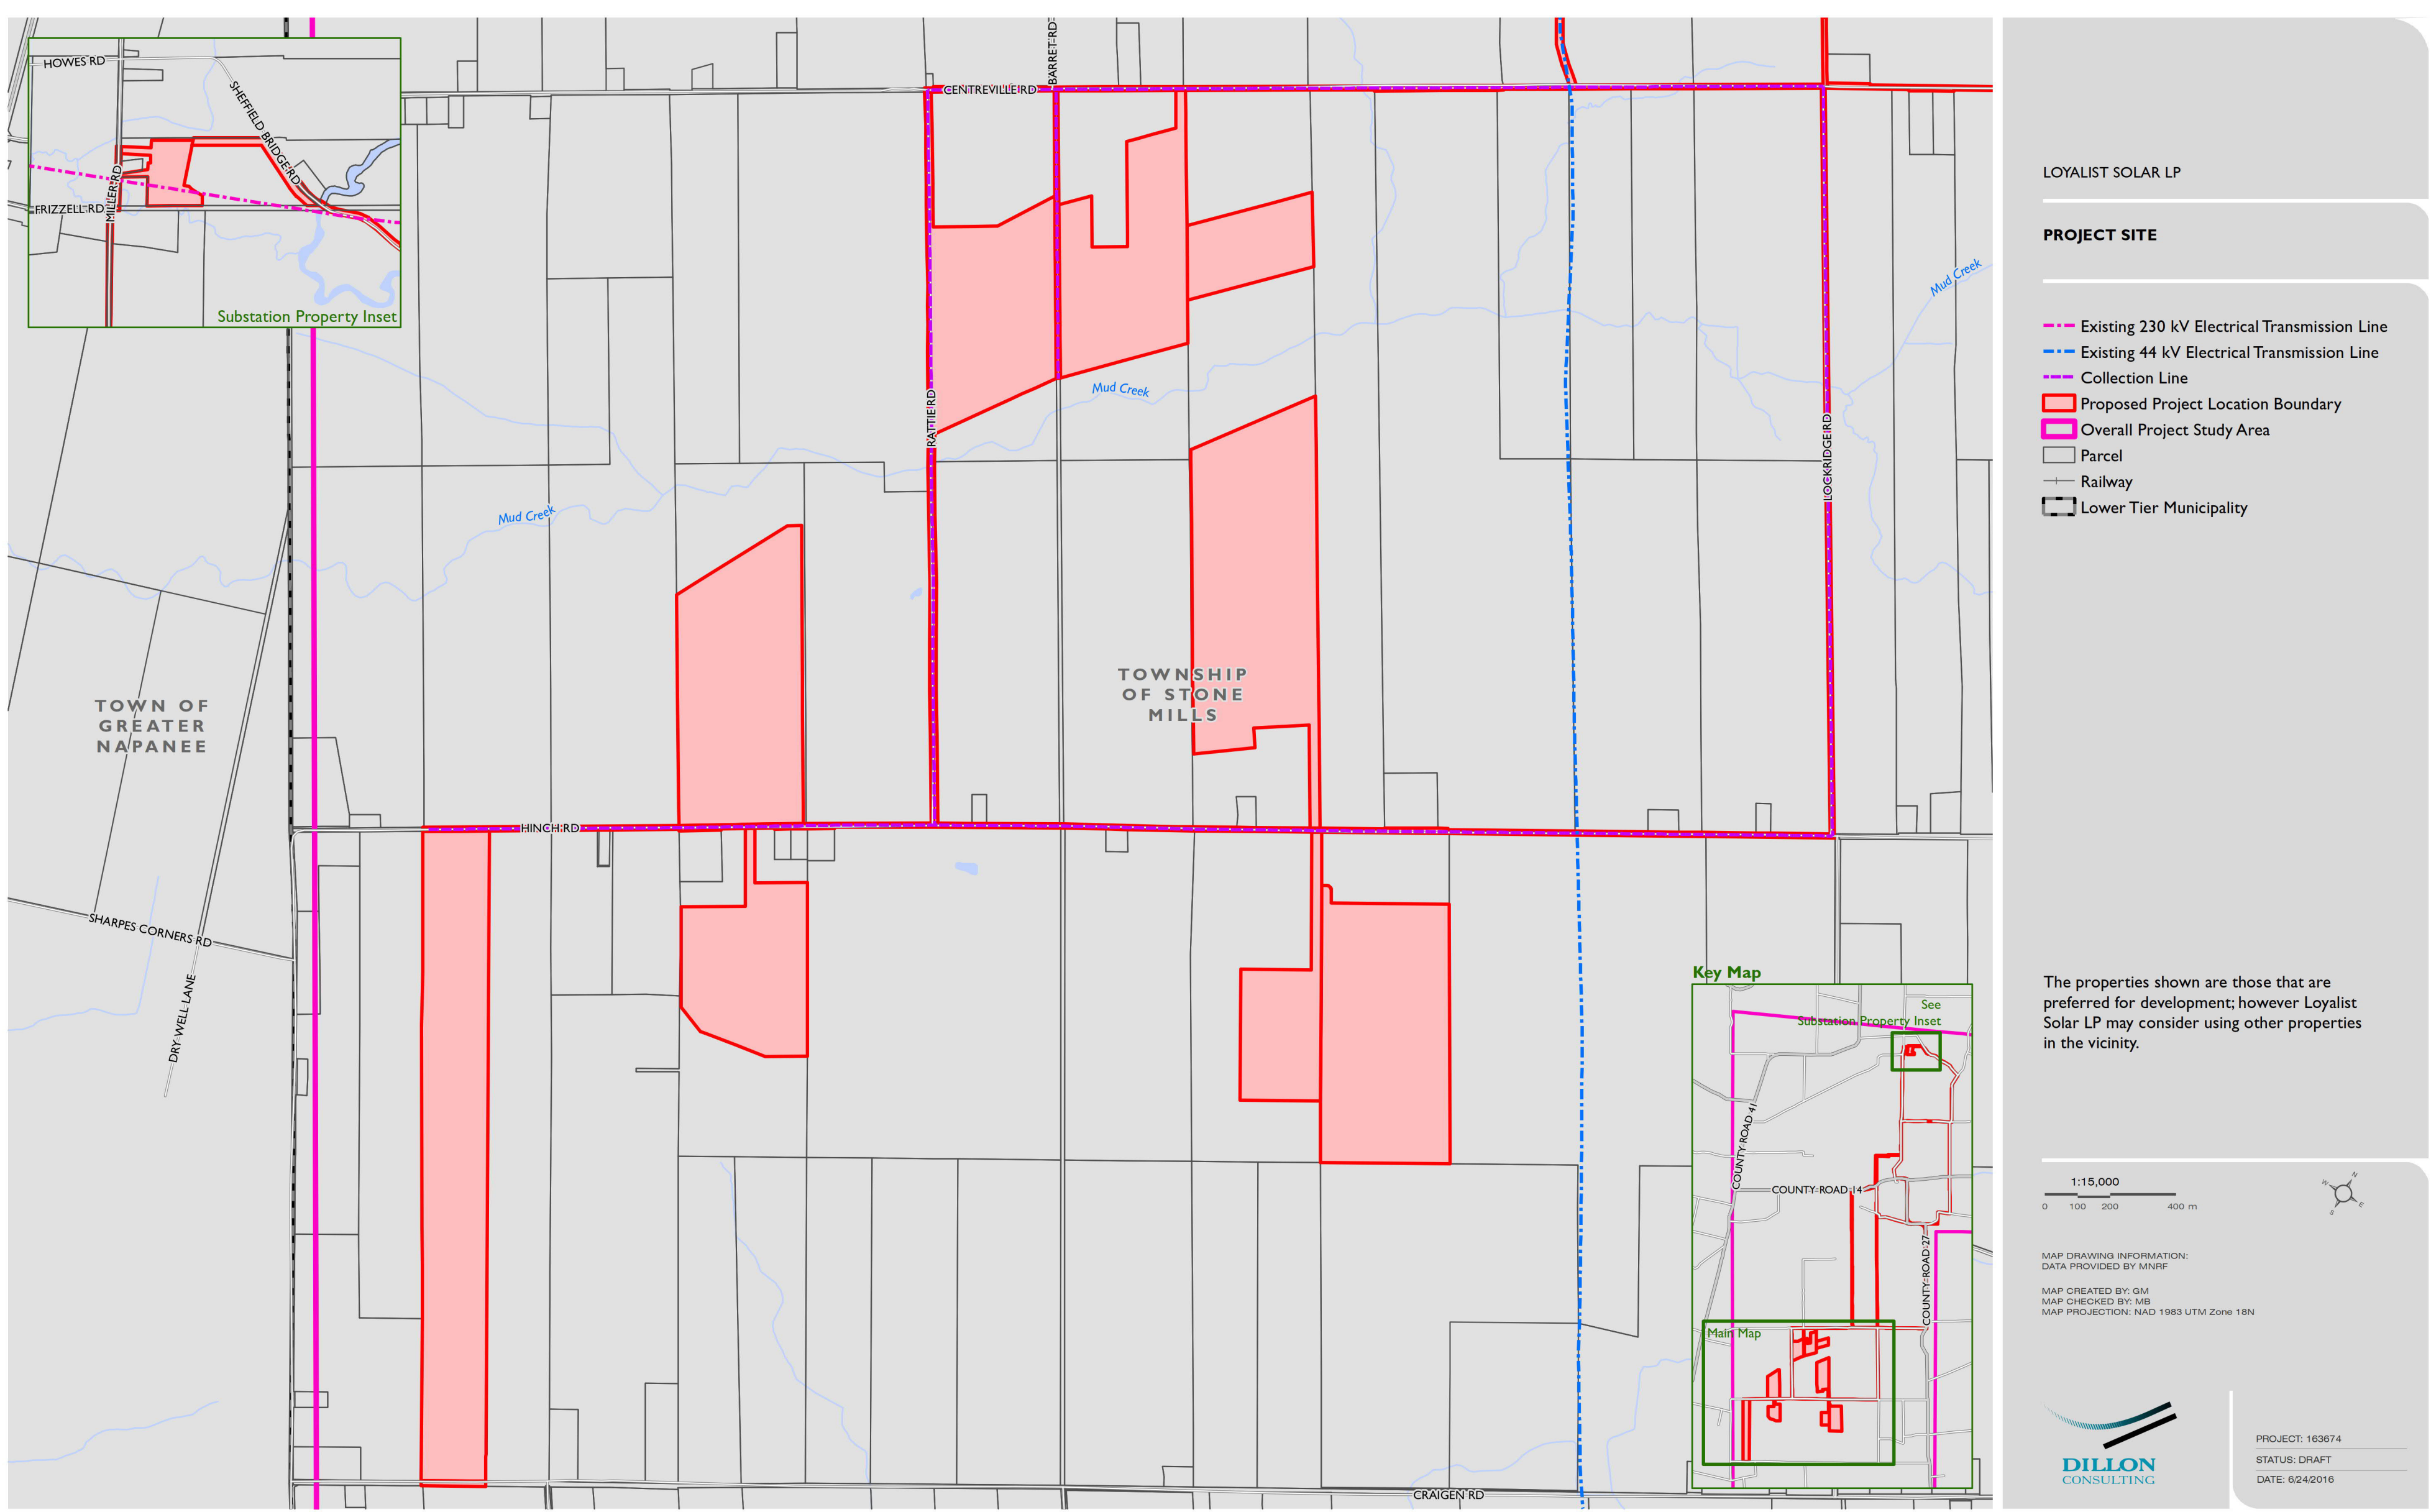 HOWES RD
SHEFFIELD BRIDGE RD
MILLER RD
FRIZZELL RD
Substation Property Inset
BARRET RD
CENTREVILLE RD
Mud Creek
Mud Creek
RATTIE RD
LOCKRIDGE RD
Mud Creek
TOWN OF
GREATER
NAPANEE
TOWNSHIP
OF STONE
MILLS
HINCH RD
SHARPES CORNERS RD
DRY WELL LANE
CRAIGEN RD
Key Map
See
Substation Property Inset
COUNTY ROAD 41
COUNTY ROAD 14
COUNTY ROAD 27
Main Map
LOYALIST SOLAR LP
PROJECT SITE
Existing 230 kV Electrical Transmission Line
Existing 44 kV Electrical Transmission Line
Collection Line
Proposed Project Location Boundary
Overall Project Study Area
Parcel
Railway
Lower Tier Municipality
The properties shown are those that are
preferred for development; however Loyalist
Solar LP may consider using other properties
in the vicinity.
1:15,000
0 100 200 400 m
N
W
E
S
MAP DRAWING INFORMATION:
DATA PROVIDED BY MNRF
MAP CREATED BY: GM
MAP CHECKED BY: MB
MAP PROJECTION: NAD 1983 UTM Zone 18N
DILLON
CONSULTING
PROJECT: 163674
STATUS: DRAFT
DATE: 6/24/2016